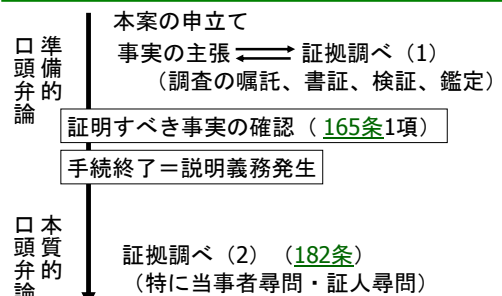 準備的
口頭弁論
本案の申立て
事実の主張 証拠調べ（1）
（調査の嘱託、書証、検証、鑑定）
証明すべき事実の確認（ 165条1項）
手続終了＝説明義務発生
本質的
口頭弁論
証拠調べ（2）（182条）
（特に当事者尋問・証人尋問）